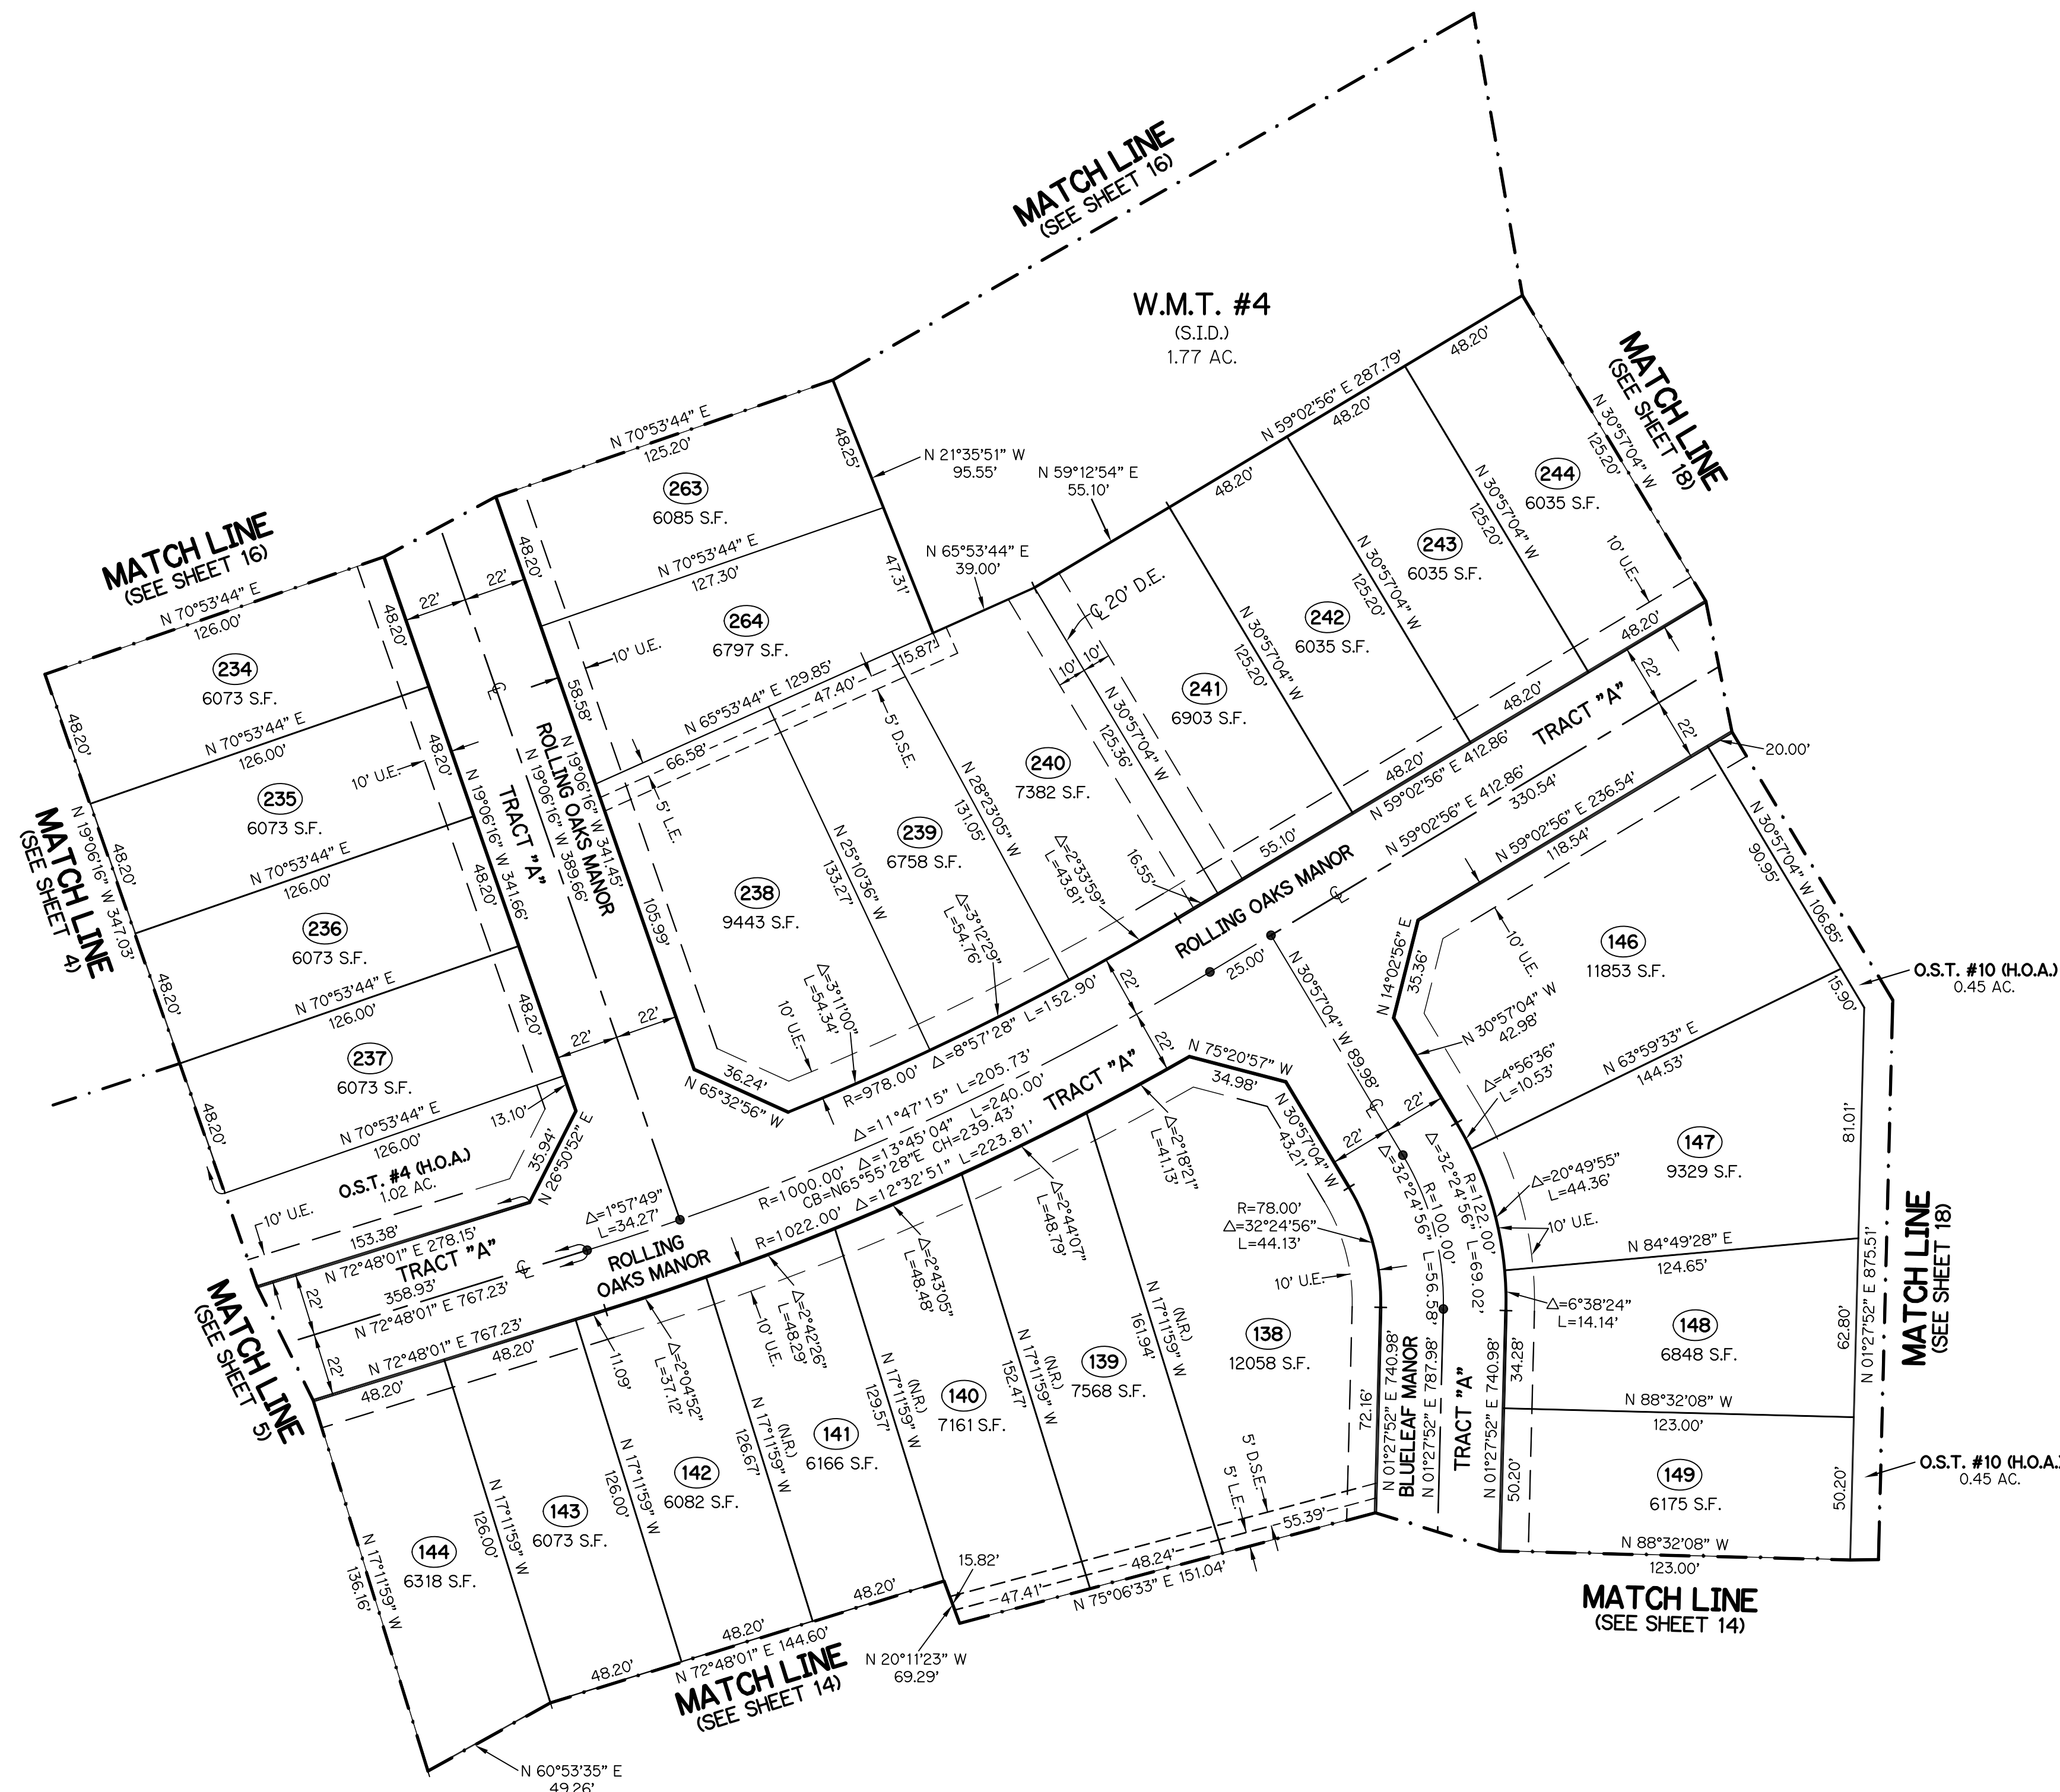 MATCH LINE
(SEE SHEET 16)
W.M.T. #4
(S.I.D.)
1.77 AC.
MATCH LINE
(SEE SHEET 18)
N 59°02'56" E 287.79'
48.20'
48.20'
48.20'
N 30°57'04" W
125.20'
244
6035 S.F.
N 30°57'04" W
125.20'
243
6035 S.F.
N 30°57'04" W
125.20'
242
6035 S.F.
N 30°57'04" W
125.20'
241
6903 S.F.
10' U.E.
48.20'
48.20'
48.20'
55.10'
16.55'
N 59°12'54" E
55.10'
N 65°53'44" E
39.00'
N 21°35'51" W
95.55'
℄ 20' D.E.
10'
10'
N 30°57'04" W
125.36'
240
7382 S.F.
N 28°23'05" W
131.05'
239
6758 S.F.
N 25°10'36" W
133.27'
238
9443 S.F.
N 70°53'44" E
125.20'
48.25'
263
6085 S.F.
48.20'
N 70°53'44" E
127.30'
47.31'
264
6797 S.F.
10' U.E.
58.58'
N 65°53'44" E 129.85'
15.87'
47.40'
66.58'
5' D.S.E.
5' L.E.
105.99'
36.24'
N 65°32'56" W
10' U.E.
Δ=3°11'00"
L=54.34'
Δ=3°12'29"
L=54.76'
Δ=2°33'59"
L=43.81'
MATCH LINE
(SEE SHEET 16)
N 70°53'44" E
126.00'
234
6073 S.F.
48.20'
48.20'
N 70°53'44" E
126.00'
235
6073 S.F.
48.20'
48.20'
10' U.E.
N 70°53'44" E
126.00'
236
6073 S.F.
48.20'
48.20'
N 70°53'44" E
126.00'
237
6073 S.F.
48.20'
48.20'
N 70°53'44" E
126.00'
13.10'
35.94'
N 26°50'52" E
O.S.T. #4 (H.O.A.)
1.02 AC.
10' U.E.
153.38'
N 72°48'01" E 278.15'
MATCH LINE
(SEE SHEET 4)
N 19°06'16" W 347.03'
22'
22'
℄
TRACT "A"
N 19°06'16" W 341.66'
N 19°06'16" W 389.66'
ROLLING OAKS MANOR
N 19°06'16" W 341.45'
22'
22'
TRACT "A"
358.93'
N 72°48'01" E 767.23'
℄
22'
22'
N 72°48'01" E 767.23'
Δ=1°57'49"
L=34.27'
ROLLING
OAKS MANOR
R=978.00' Δ=8°57'28" L=152.90'
Δ=11°47'15" L=205.73'
R=1000.00' Δ=13°45'04" L=240.00'
CB=N65°55'28"E CH=239.43'
R=1022.00' Δ=12°32'51" L=223.81'
TRACT "A"
22'
22'
25.00'
ROLLING OAKS MANOR
N 59°02'56" E 412.86'
N 59°02'56" E 412.86'
330.54'
℄
TRACT "A"
22'
22'
20.00'
N 59°02'56" E 236.54'
118.54'
N 14°02'56" E
35.36'
10' U.E.
146
11853 S.F.
N 30°57'04" W 106.85'
90.95'
15.90'
O.S.T. #10 (H.O.A.)
0.45 AC.
N 30°57'04" W
42.98'
Δ=4°56'36"
L=10.53'
N 63°59'33" E
144.53'
147
9329 S.F.
81.01'
Δ=20°49'55"
L=44.36'
10' U.E.
N 84°49'28" E
124.65'
Δ=6°38'24"
L=14.14'
148
6848 S.F.
62.80'
34.28'
N 88°32'08" W
123.00'
149
6175 S.F.
50.20'
50.20'
O.S.T. #10 (H.O.A.)
0.45 AC.
N 88°32'08" W
123.00'
N 01°27'52" E 875.51'
MATCH LINE
(SEE SHEET 18)
MATCH LINE
(SEE SHEET 14)
N 30°57'04" W 89.98'
℄
22'
22'
Δ=32°24'56" L=69.02'
R=122.00'
R=100.00'
Δ=32°24'56" L=56.58'
R=78.00'
Δ=32°24'56"
L=44.13'
10' U.E.
N 01°27'52" E 740.98'
BLUELEAF MANOR
N 01°27'52" E 787.98'
TRACT "A"
N 01°27'52" E 740.98'
72.16'
N 75°20'57" W
34.98'
N 30°57'04" W
43.21'
138
12058 S.F.
Δ=2°18'21"
L=41.13'
(N.R.)
N 17°11'59" W
161.94'
5' D.S.E.
5' L.E.
55.39'
139
7568 S.F.
Δ=2°44'07"
L=48.79'
(N.R.)
N 17°11'59" W
152.47'
48.24'
N 75°06'33" E 151.04'
47.41'
15.82'
N 20°11'23" W
69.29'
140
7161 S.F.
Δ=2°43'05"
L=48.48'
(N.R.)
N 17°11'59" W
129.57'
141
6166 S.F.
10' U.E.
Δ=2°42'26"
L=48.29'
(N.R.)
N 17°11'59" W
126.67'
48.20'
142
6082 S.F.
Δ=2°04'52"
L=37.12'
11.09'
N 17°11'59" W
126.00'
48.20'
143
6073 S.F.
48.20'
N 17°11'59" W
126.00'
48.20'
N 72°48'01" E 144.60'
MATCH LINE
(SEE SHEET 14)
144
6318 S.F.
48.20'
N 17°11'59" W
136.16'
N 60°53'35" E
49.26'
MATCH LINE
(SEE SHEET 5)